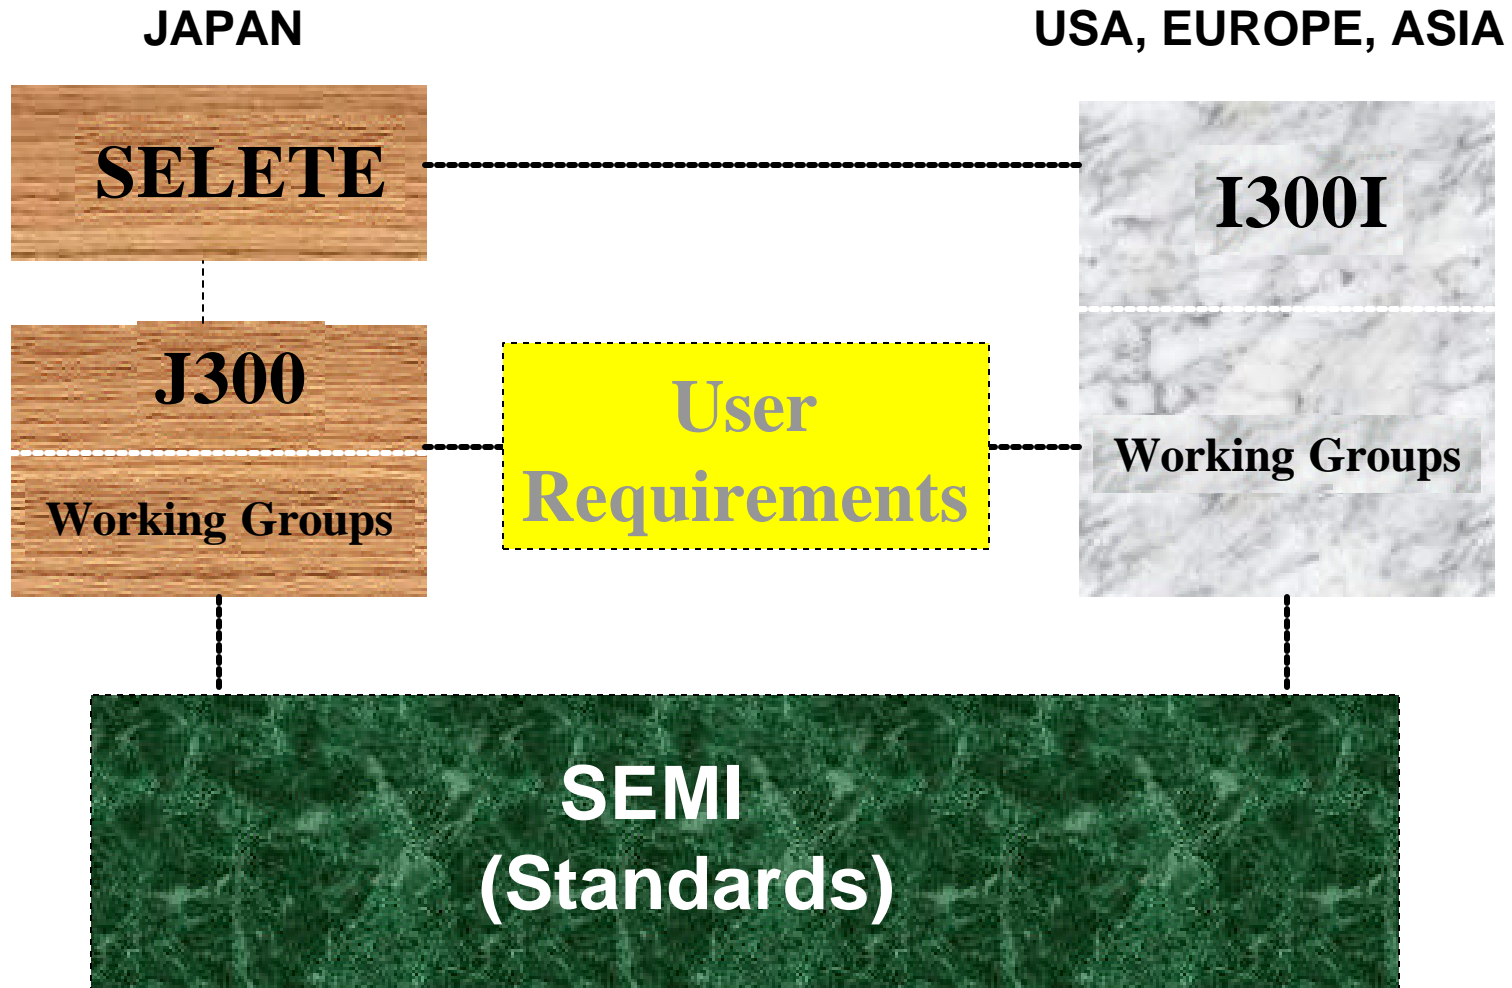 JAPAN
USA, EUROPE, ASIA
SELETE
I300I
J300
User
Requirements
Working Groups
Working Groups
SEMI
(Standards)